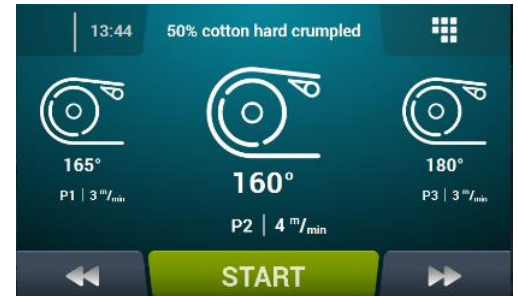 13:44
50% cotton hard crumpled
165°
P1 | 3 m/min
160°
P2 | 4 m/min
180°
P3 | 3 m/min
START